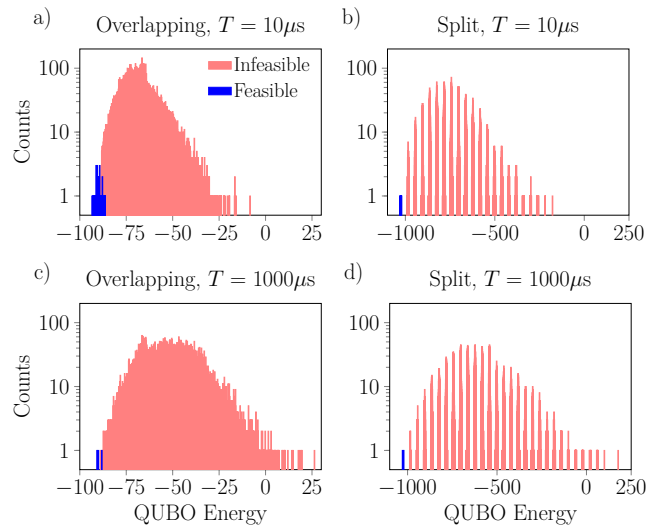 a) Overlapping, T = 10μs
b) Split, T = 10μs
Counts
100
10
1
Infeasible
Feasible
−100 −75 −50 −25 0 25
100
10
1
−1000 −500 0 250
c) Overlapping, T = 1000μs
d) Split, T = 1000μs
Counts
100
10
1
−100 −75 −50 −25 0 25
QUBO Energy
100
10
1
−1000 −500 0 250
QUBO Energy